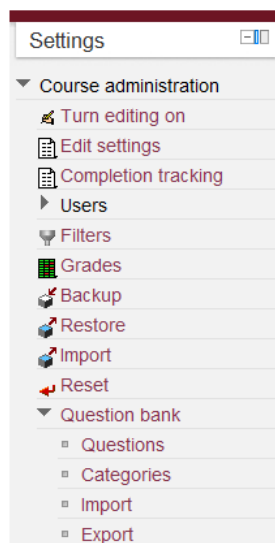 Settings
Course administration
Turn editing on
Edit settings
Completion tracking
Users
Filters
Grades
Backup
Restore
Import
Reset
Question bank
Questions
Categories
Import
Export